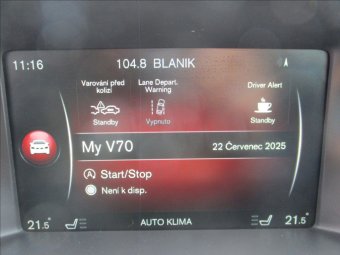 11:16 104.8 BLANIK
Varování před kolizí Lane Depart. Warning Driver Alert
Standby Vypnuto Standby
My V70 22 Červenec 2025
Start/Stop
Není k disp.
21.5° AUTO KLIMA 21.5°